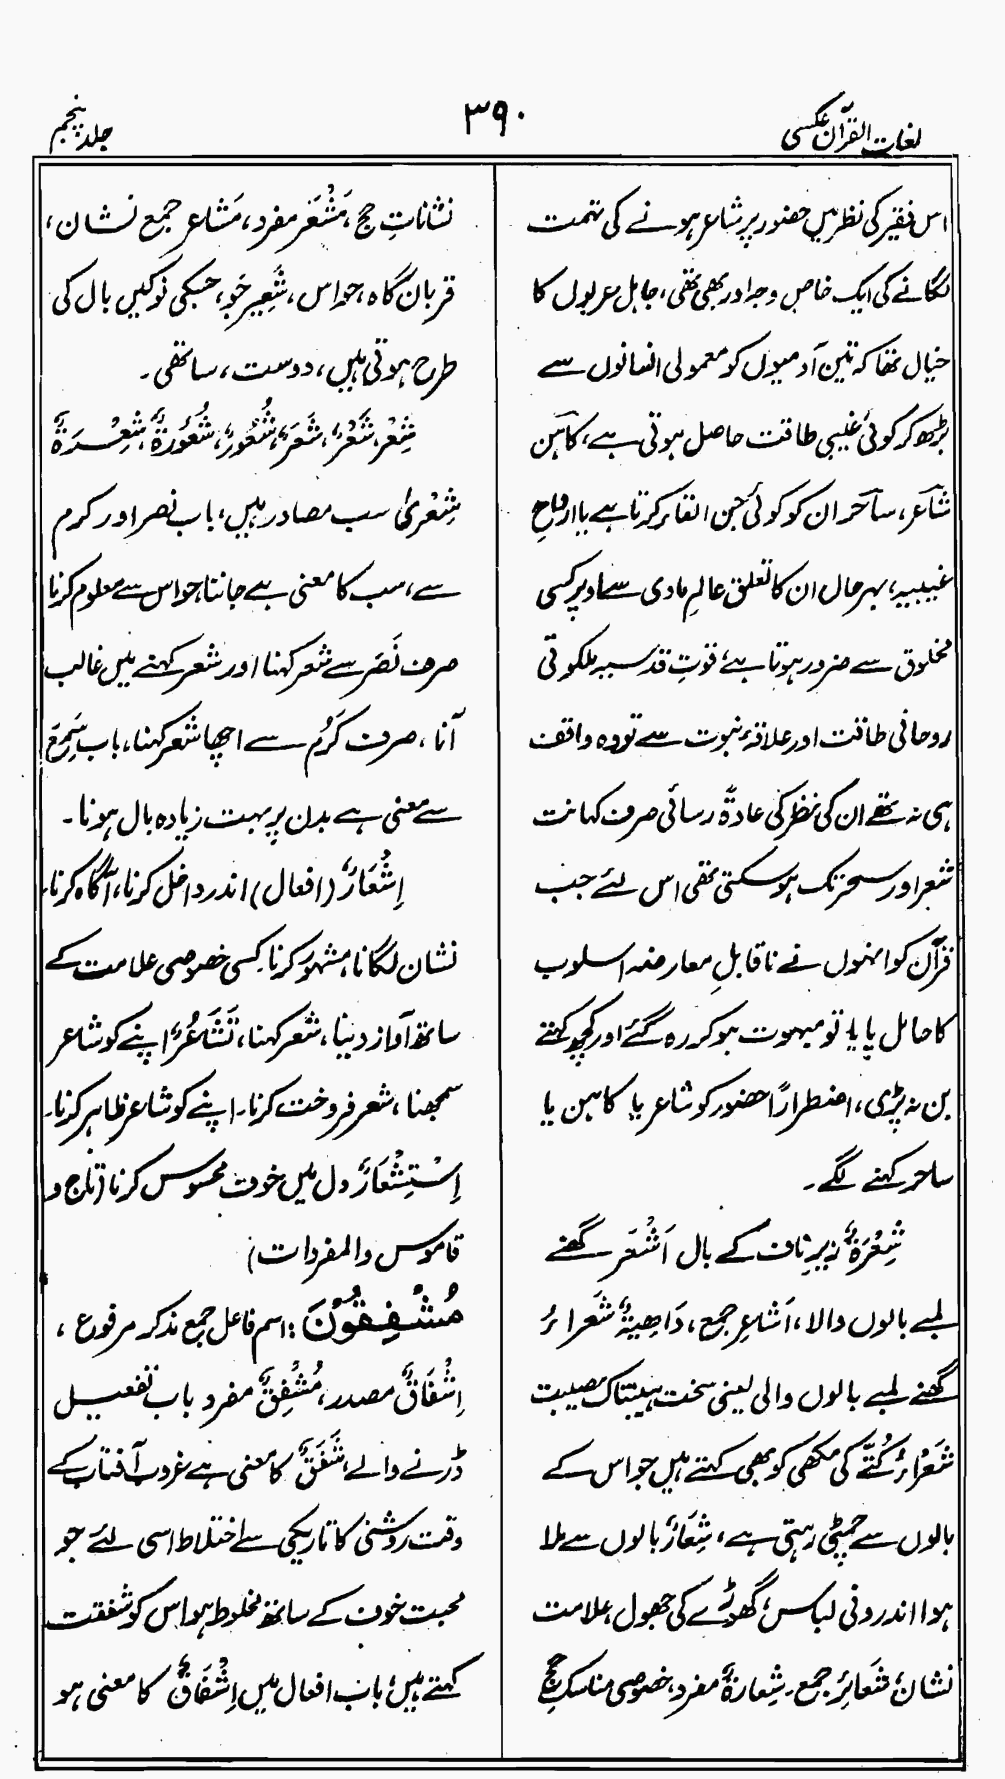 لغات القرآن عکسی
۳۹۰
جلد پنجم
اس فقیر کی نظر میں حضور پر شاعر ہونے کی تہمت
لگانے کی ایک خاص وجہ اور بھی تھی، جاہل عربوں کا
خیال تھا کہ تین آدمیوں کو معمولی انسانوں سے
بڑھ کر کوئی غیبی طاقت حاصل ہوتی ہے، کاہن
شاعر، ساحر ان کو کوئی جن القاء کرتا ہے یا ارواحِ
غیبیہ، بہرحال ان کا تعلق عالمِ مادی سے اوپر کسی
مخلوق سے ضرور ہوتا ہے، قوتِ قدسیہ ملکوتی
روحانی طاقت اور علاقۂ نبوت سے تو وہ واقف
ہی نہ تھے ان کی نظر کی عادۃً رسائی صرف کہانت
شعر اور سحر تک ہو سکتی تھی اس لئے جب
قرآن کو انہوں نے ناقابلِ معارضہ اسلوب
کا حامل پایا تو مبہوت ہو کر رہ گئے اور کچھ کہتے
بن نہ پڑی، اضطرارًا حضور کو شاعر یا کاہن یا
ساحر کہنے لگے۔
شِعْرَۃٌ زیرِ ناف کے بال اَشْعَر گھنے
لمبے بالوں والا، اَشَاعِر جمع، دَاھِیَۃٌ شَعْرَاءُ
گھنے لمبے بالوں والی یعنی سخت ہیبتناک مصیبت
شَعْرَاءُ کُتّے کی مکھی کو بھی کہتے ہیں جو اس کے
بالوں سے چمٹی رہتی ہے، شِعَارٌ بالوں سے ملا
ہوا اندرونی لباس، گھوڑے کی جھول، علامت
نشان، شَعَائِر جمع۔ شِعَارۃٌ مفرد، خصوصی مناسکِ حج
نشاناتِ حج، مَشْعَر مفرد، مَشَاعر جمع نشان،
قربان گاہ، حواس، شَعِیر جَو، جسکی نوکیں بال کی
طرح ہوتی ہیں، دوست، ساتھی۔
شِعْر، شَعْرٌ، شَعَرٌ، شُعُورٌ، شُعُورَۃٌ، شِعْرَۃٌ
شِعْریٰ سب مصادر ہیں، باب نصر اور کرم
سے، سب کا معنی ہے جاننا، حواس سے معلوم کرنا
صرف نَصَرَ سے شعر کہنا اور شعر کہنے میں غالب
آنا، صرف کَرُمَ سے اچھا شعر کہنا، باب سَمِعَ
سے معنی ہے بدن پر بہت زیادہ بال ہونا۔
اِشْعَارٌ (افعال) اندر داخل کرنا، آگاہ کرنا،
نشان لگانا، مشہور کرنا، کسی خصوصی علامت کے
ساتھ آواز دینا، شعر کہنا، تَشَاعُرٌ اپنے کو شاعر
سمجھنا، شعر فروخت کرنا۔ اپنے کو شاعر ظاہر کرنا۔
اِسْتِشْعَارٌ دل میں خوف محسوس کرنا (تاج و
قاموس والمفردات)
مُشْفِقُوْنَ: اسم فاعل جمع مذکر مرفوع،
اِشْفَاقٌ مصدر، مُشْفِقٌ مفرد باب تفعیل
ڈرنے والے، شَفَقٌ کا معنی ہے غروب آفتاب کے
وقت روشنی کا تاریکی سے اختلاط اسی لئے جو
محبت خوف کے ساتھ مخلوط ہو اس کو شفقت
کہتے ہیں، باب افعال میں اِشْفَاقٌ کا معنی ہو